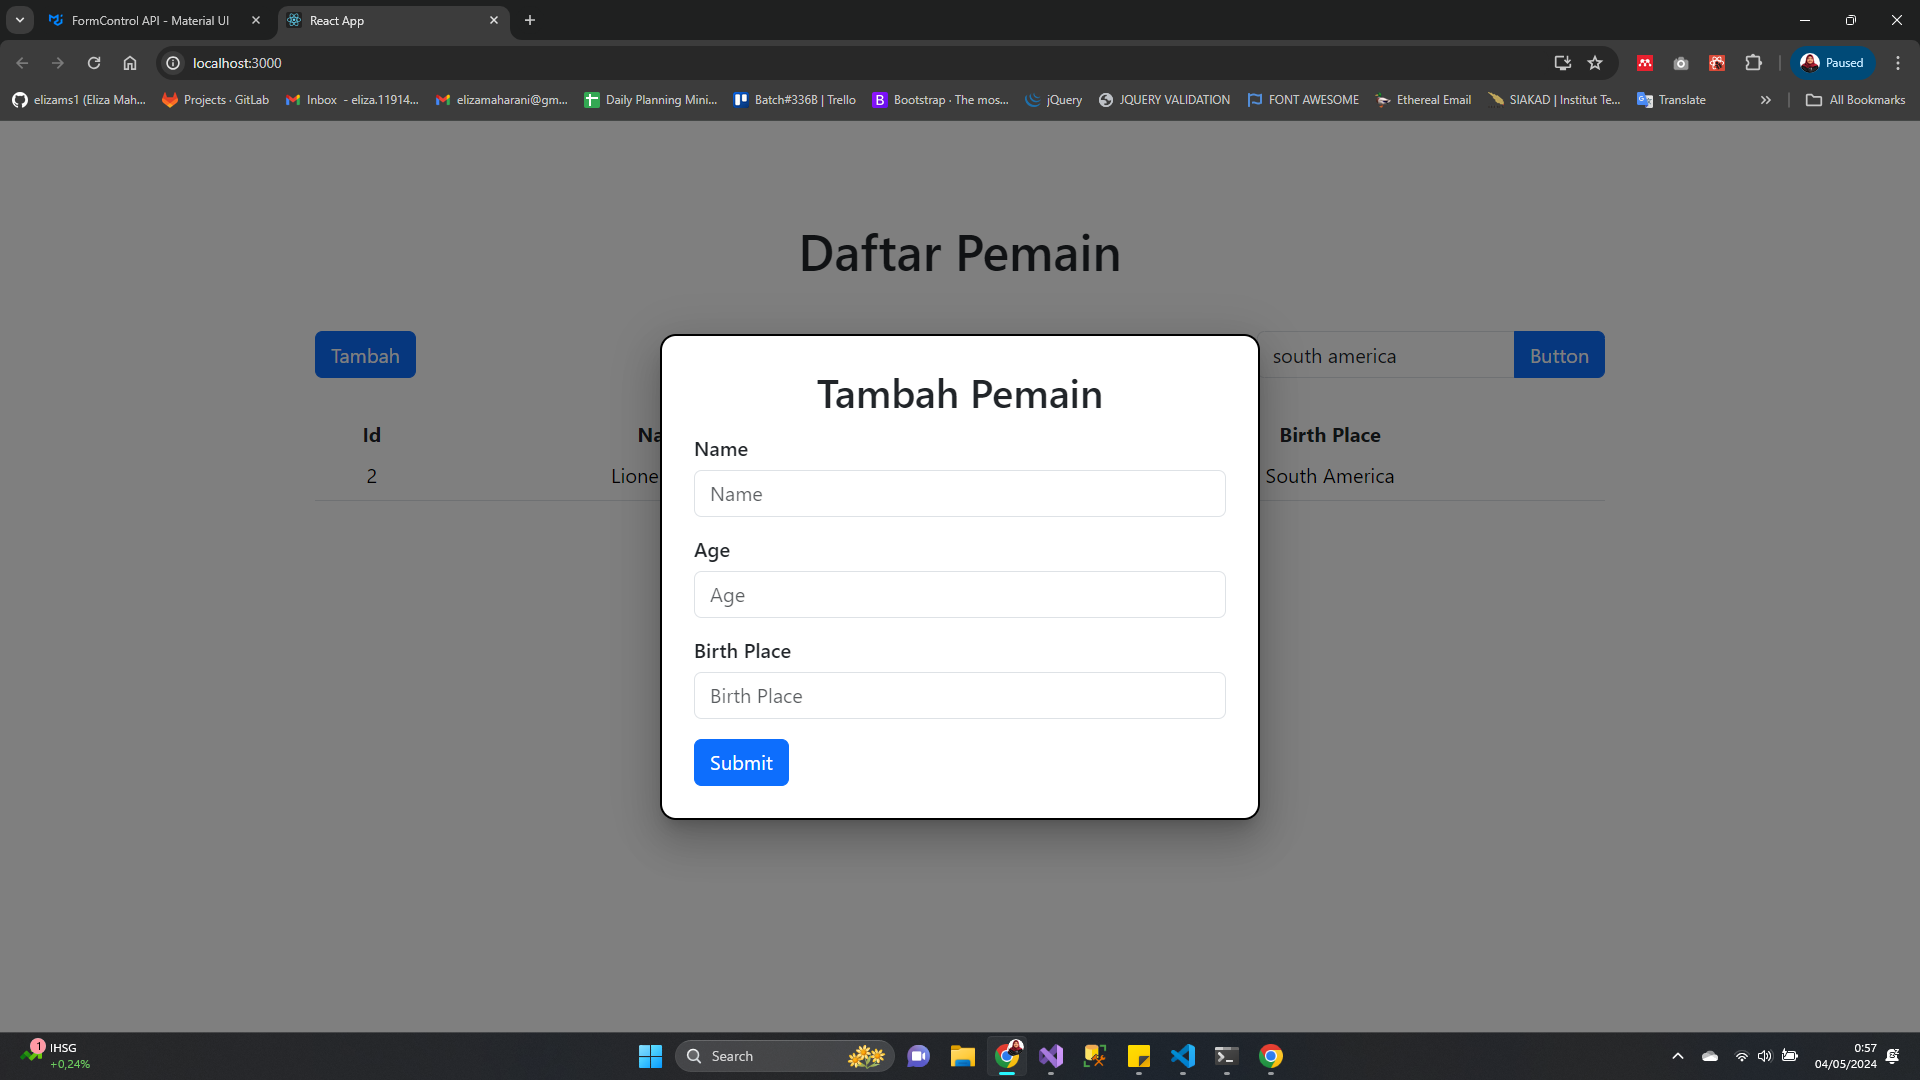 FormControl API - Material UI
React App
localhost:3000
Paused
elizams1 (Eliza Mah...
Projects · GitLab
Inbox - eliza.11914...
elizamaharani@gm...
Daily Planning Mini...
Batch#336B | Trello
Bootstrap · The mos...
jQuery
JQUERY VALIDATION
FONT AWESOME
Ethereal Email
SIAKAD | Institut Te...
Translate
All Bookmarks
Daftar Pemain
Tambah
south america
Button
Id
Na
Birth Place
2
Lione
South America
Tambah Pemain
Name
Name
Age
Age
Birth Place
Birth Place
Submit
1
IHSG
+0,24%
Search
0:57
04/05/2024